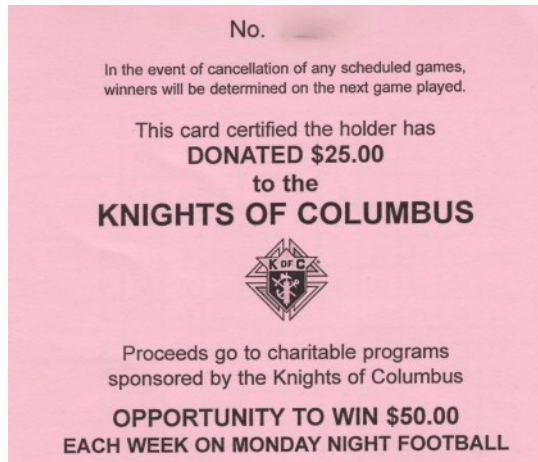 No.
In the event of cancellation of any scheduled games,
winners will be determined on the next game played.
This card certified the holder has
DONATED $25.00
to the
KNIGHTS OF COLUMBUS
K OF C
Proceeds go to charitable programs
sponsored by the Knights of Columbus
OPPORTUNITY TO WIN $50.00
EACH WEEK ON MONDAY NIGHT FOOTBALL